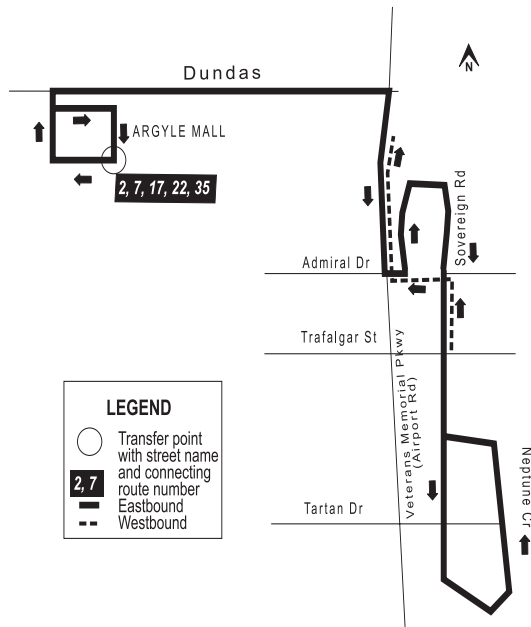 Dundas
N
ARGYLE MALL
2, 7, 17, 22, 35
Sovereign Rd
Admiral Dr
Trafalgar St
Veterans Memorial Pkwy
(Airport Rd)
LEGEND
Transfer point
with street name
and connecting
route number
2, 7
Eastbound
Westbound
Tartan Dr
Neptune Cr